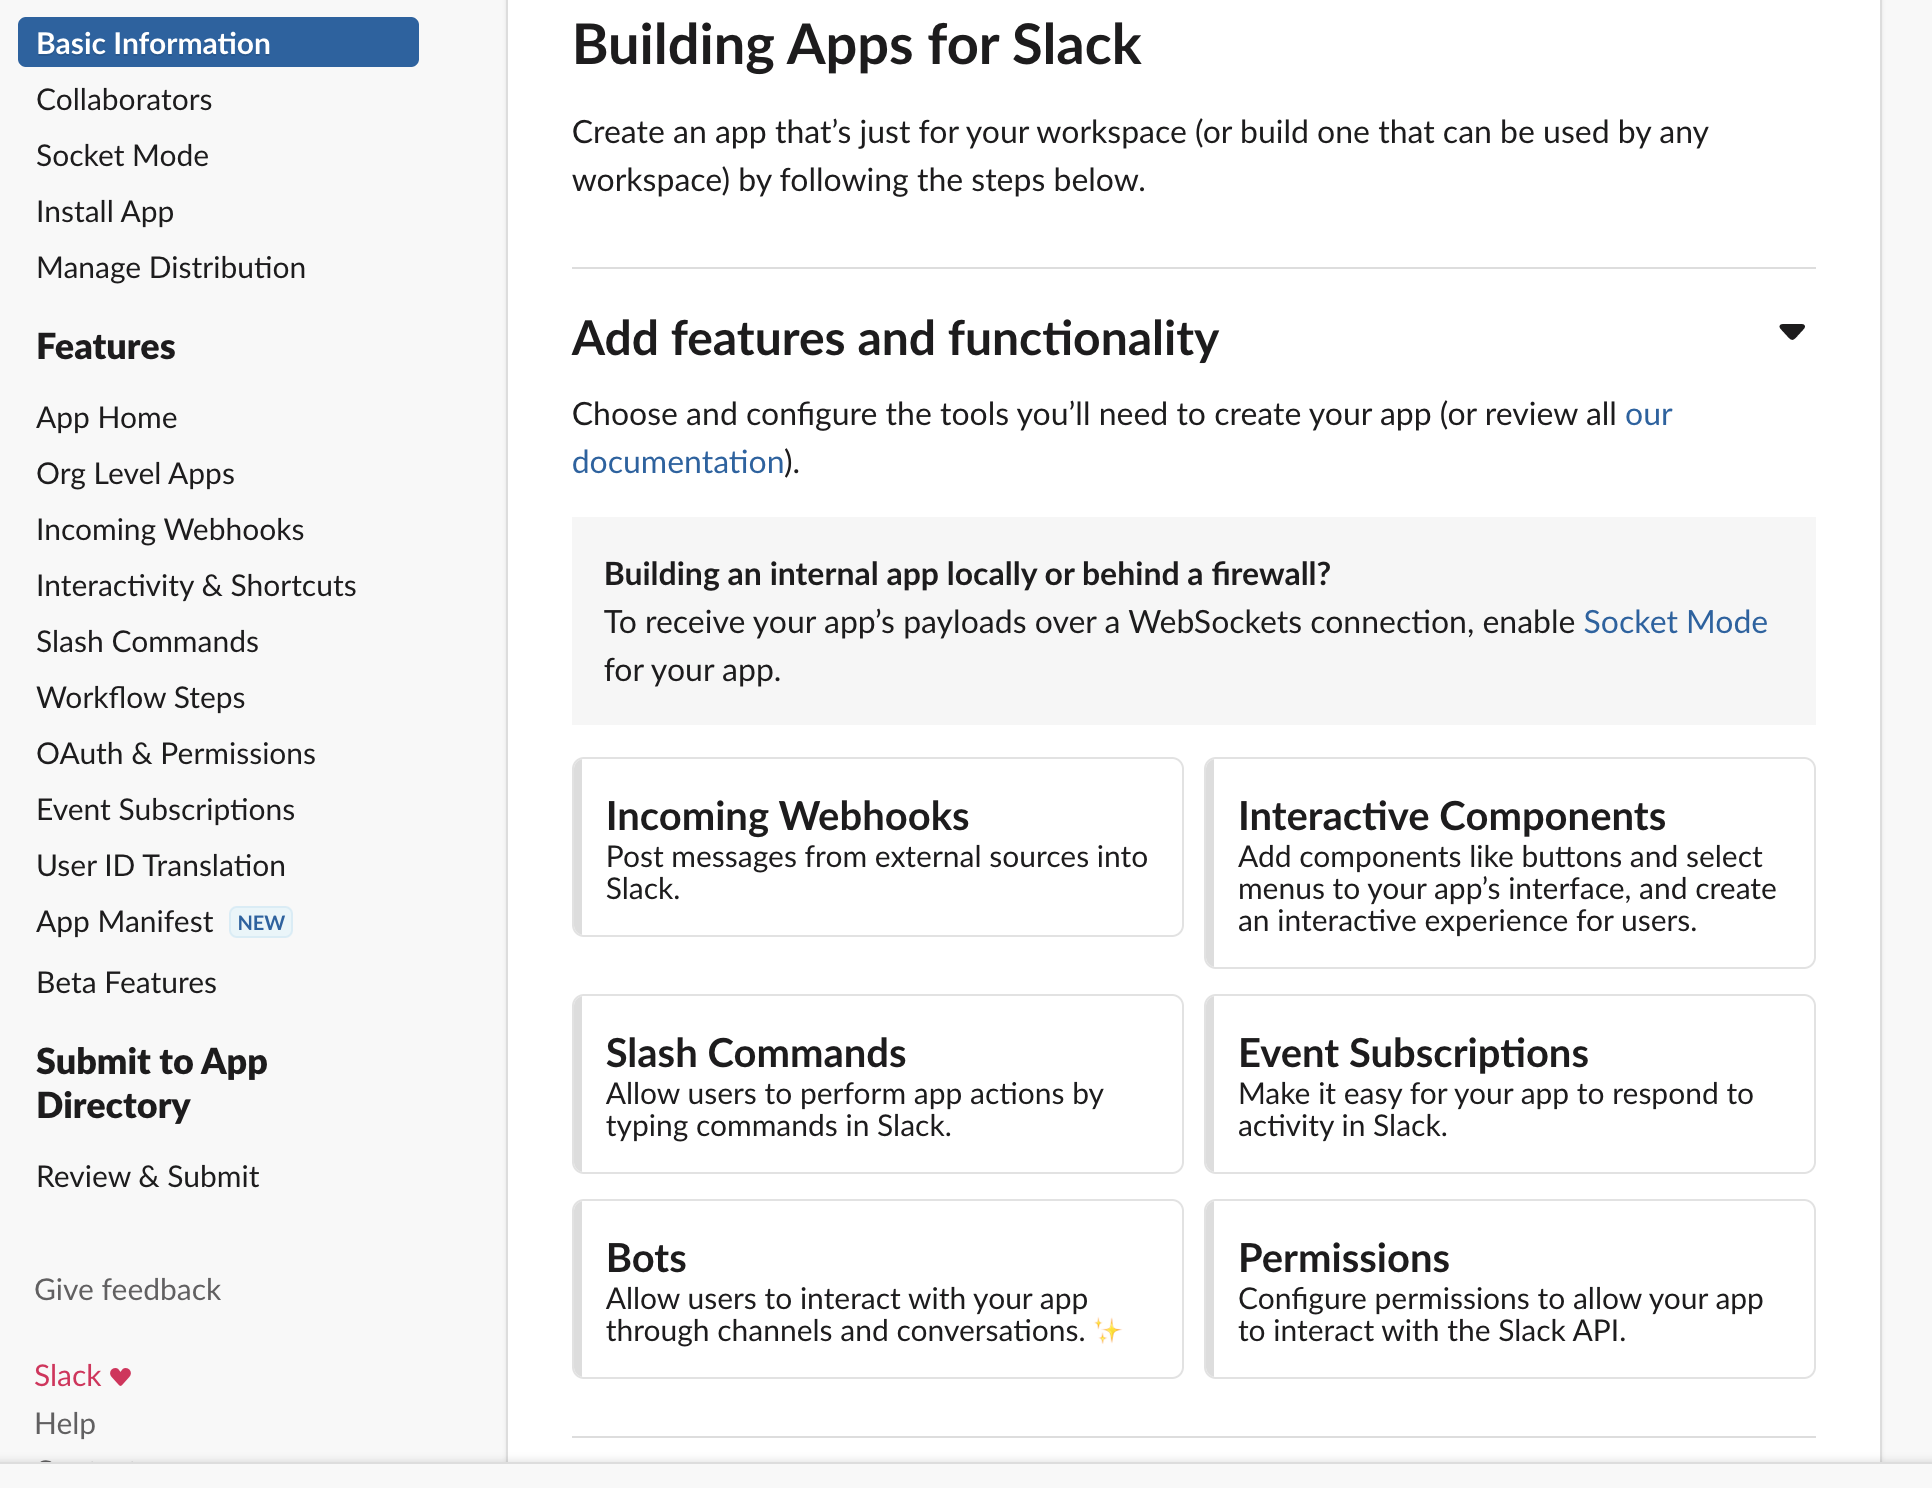 Basic Information
Collaborators
Socket Mode
Install App
Manage Distribution
Features
App Home
Org Level Apps
Incoming Webhooks
Interactivity & Shortcuts
Slash Commands
Workflow Steps
OAuth & Permissions
Event Subscriptions
User ID Translation
App Manifest NEW
Beta Features
Submit to App
Directory
Review & Submit
Give feedback
Slack ♥
Help
Building Apps for Slack
Create an app that’s just for your workspace (or build one that can be used by any
workspace) by following the steps below.
Add features and functionality
Choose and configure the tools you’ll need to create your app (or review all our
documentation).
Building an internal app locally or behind a firewall?
To receive your app’s payloads over a WebSockets connection, enable Socket Mode
for your app.
Incoming Webhooks
Post messages from external sources into
Slack.
Interactive Components
Add components like buttons and select
menus to your app’s interface, and create
an interactive experience for users.
Slash Commands
Allow users to perform app actions by
typing commands in Slack.
Event Subscriptions
Make it easy for your app to respond to
activity in Slack.
Bots
Allow users to interact with your app
through channels and conversations. ✨
Permissions
Configure permissions to allow your app
to interact with the Slack API.